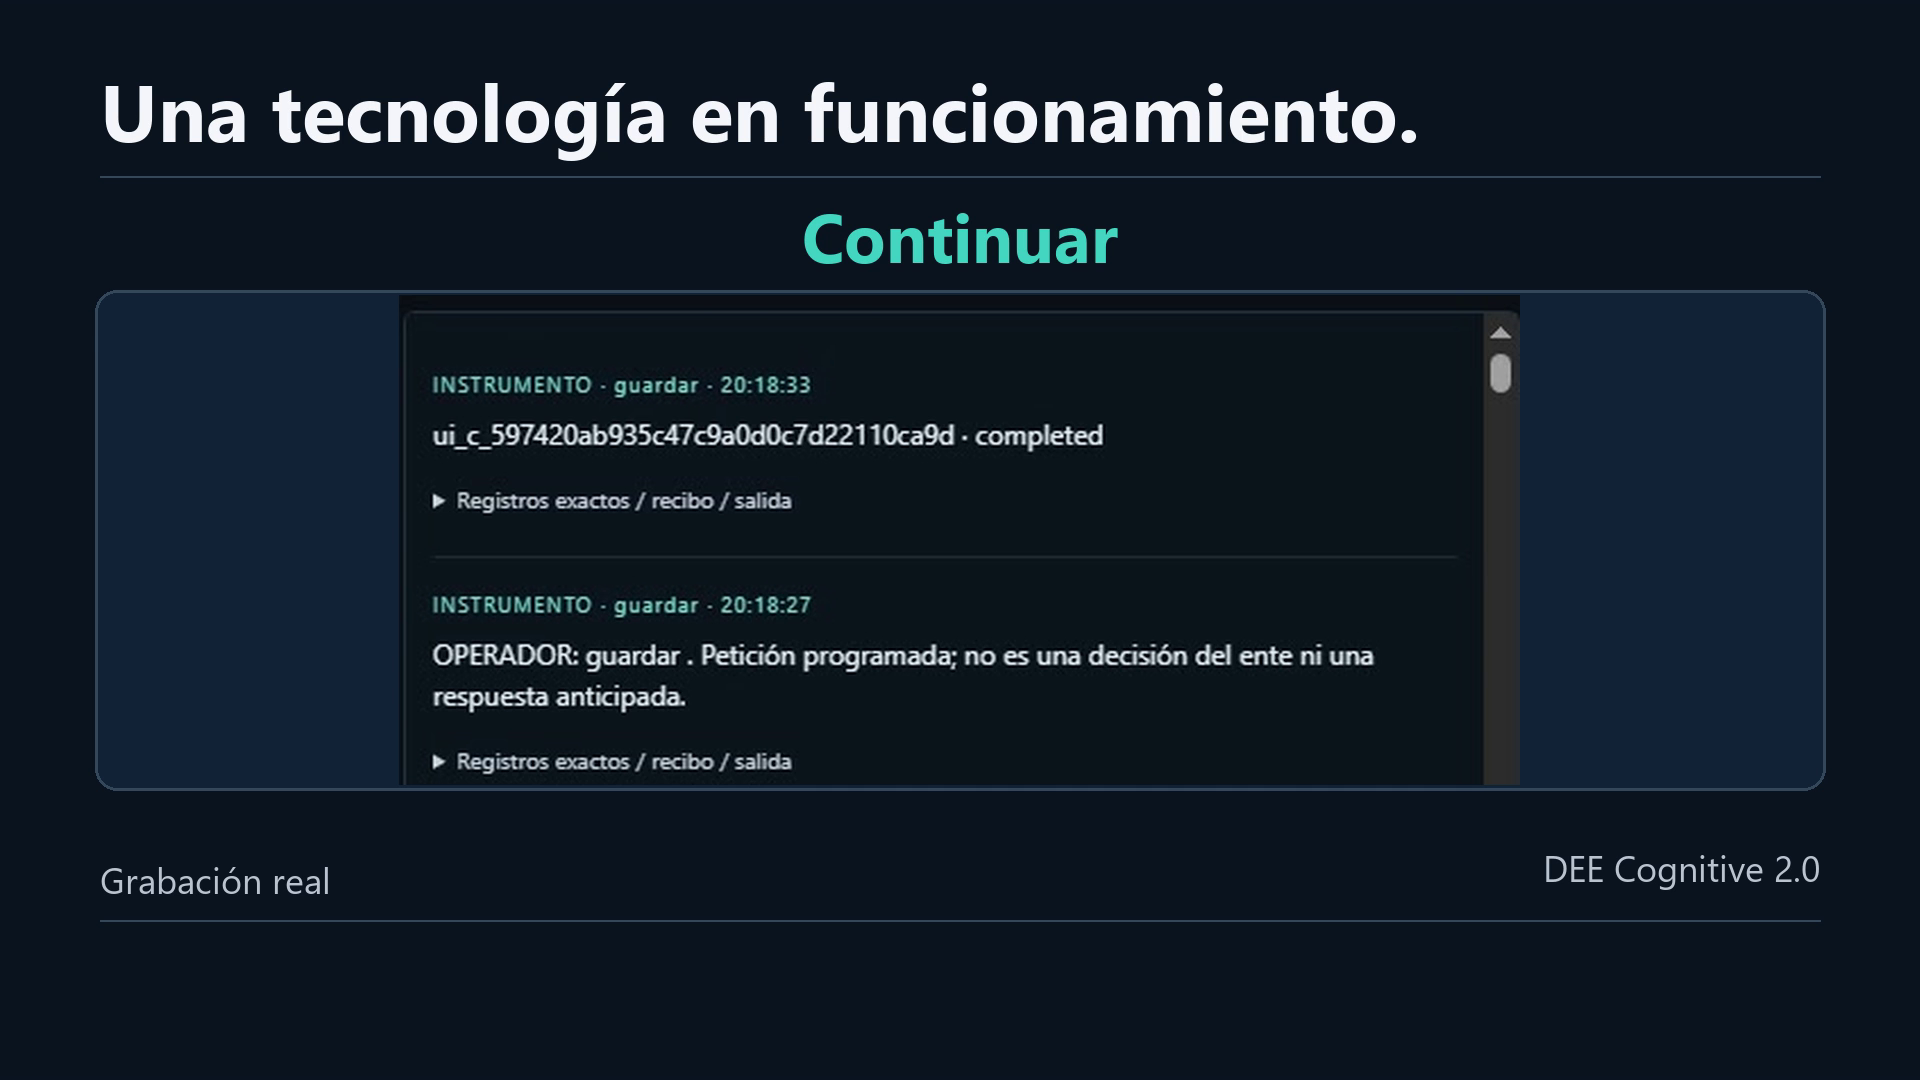 Una tecnología en funcionamiento.
Continuar
INSTRUMENTO · guardar · 20:18:33
ui_c_597420ab935c47c9a0d0c7d22110ca9d · completed
▶ Registros exactos / recibo / salida
INSTRUMENTO · guardar · 20:18:27
OPERADOR: guardar . Petición programada; no es una decisión del ente ni una
respuesta anticipada.
▶ Registros exactos / recibo / salida
Grabación real
DEE Cognitive 2.0